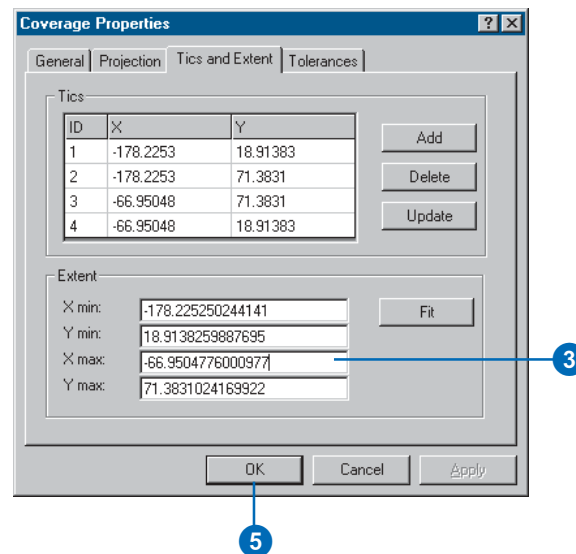 Coverage Properties
General Projection Tics and Extent Tolerances
Tics
ID X Y
1 -178.2253 18.91383
2 -178.2253 71.3831
3 -66.95048 71.3831
4 -66.95048 18.91383
Add
Delete
Update
Extent
X min: -178.225250244141
Y min: 18.9138259887695
X max: -66.9504776000977
Y max: 71.3831024169922
Fit
3
OK Cancel Apply
5